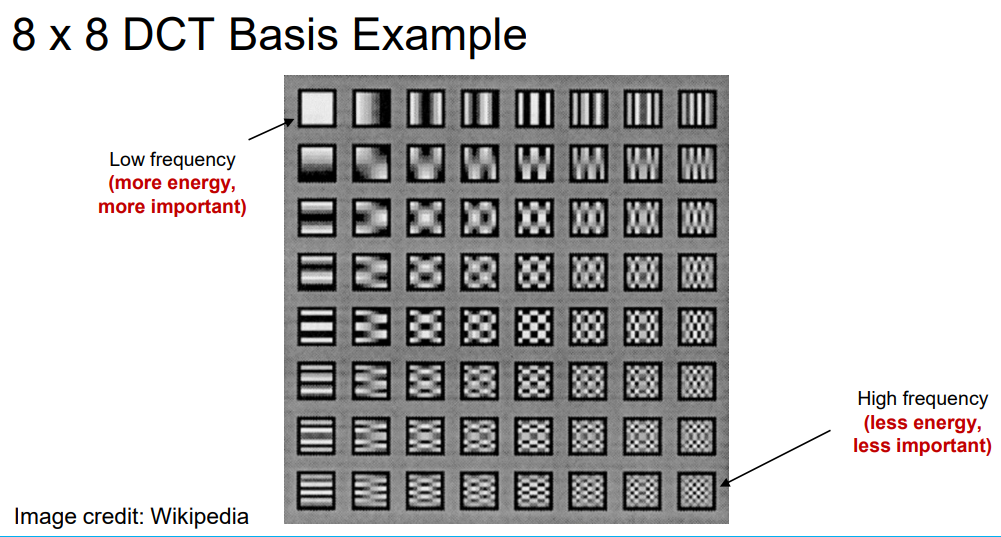 8 x 8 DCT Basis Example
Low frequency
(more energy,
more important)
High frequency
(less energy,
less important)
Image credit: Wikipedia